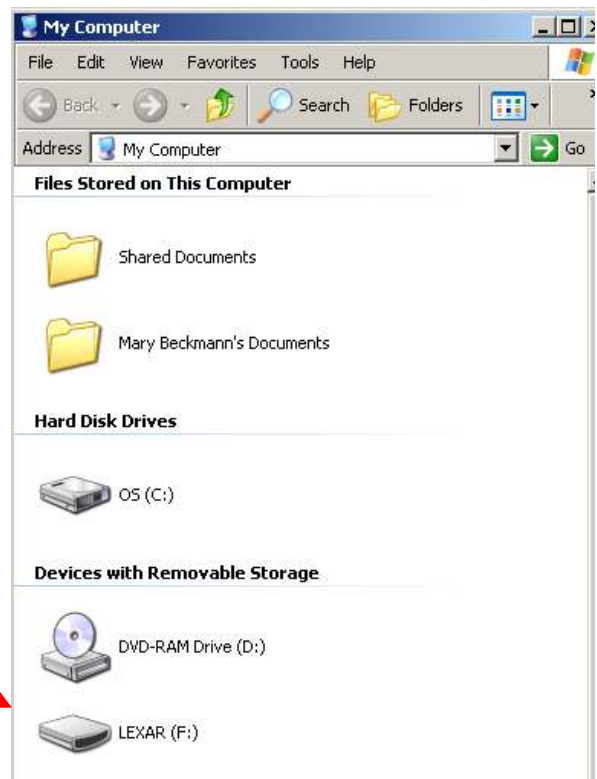 My Computer
File Edit View Favorites Tools Help
Back Search Folders »
Address My Computer Go
Files Stored on This Computer
Shared Documents
Mary Beckmann's Documents
Hard Disk Drives
OS (C:)
Devices with Removable Storage
DVD-RAM Drive (D:)
LEXAR (F:)